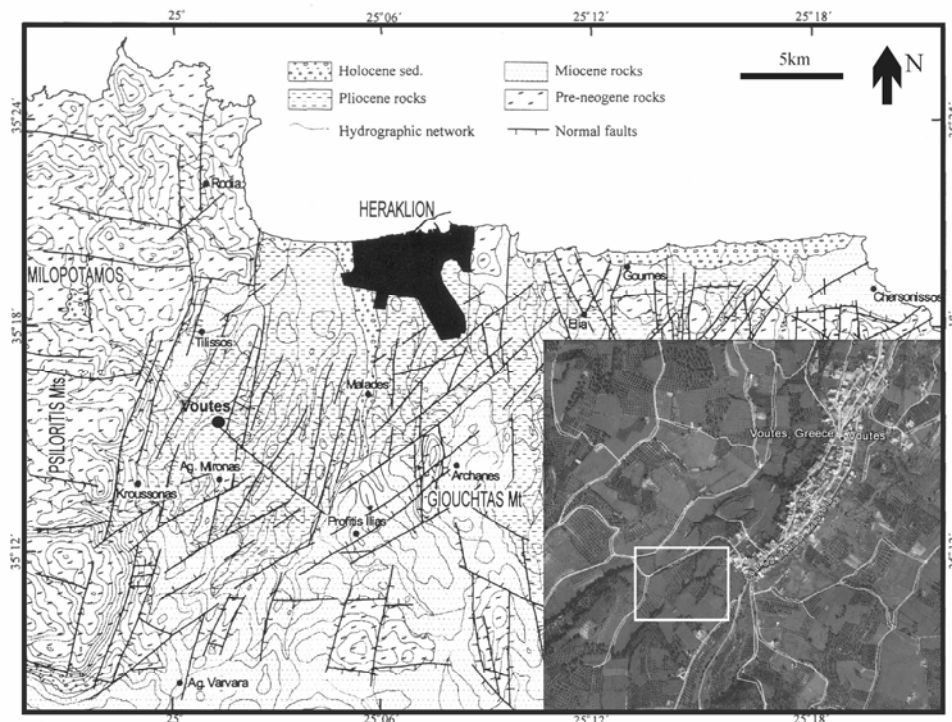 25°
25°06′
25°12′
25°18′
Holocene sed.
Pliocene rocks
Hydrographic network
Miocene rocks
Pre-neogene rocks
Normal faults
5km
N
35°24′
Rodia
HERAKLION
MILOPOTAMOS
Gournes
Chersonissos
35°18′
Elia
Tilissos
Malades
PSILORITIS Mts
Voutes
Voutes, Greece
Voutes
Ag. Mironas
Kroussonas
Archanes
GIOUCHTAS Mt.
Profitis Ilias
35°12′
Ag. Varvara
25°
25°06′
25°12′
25°18′